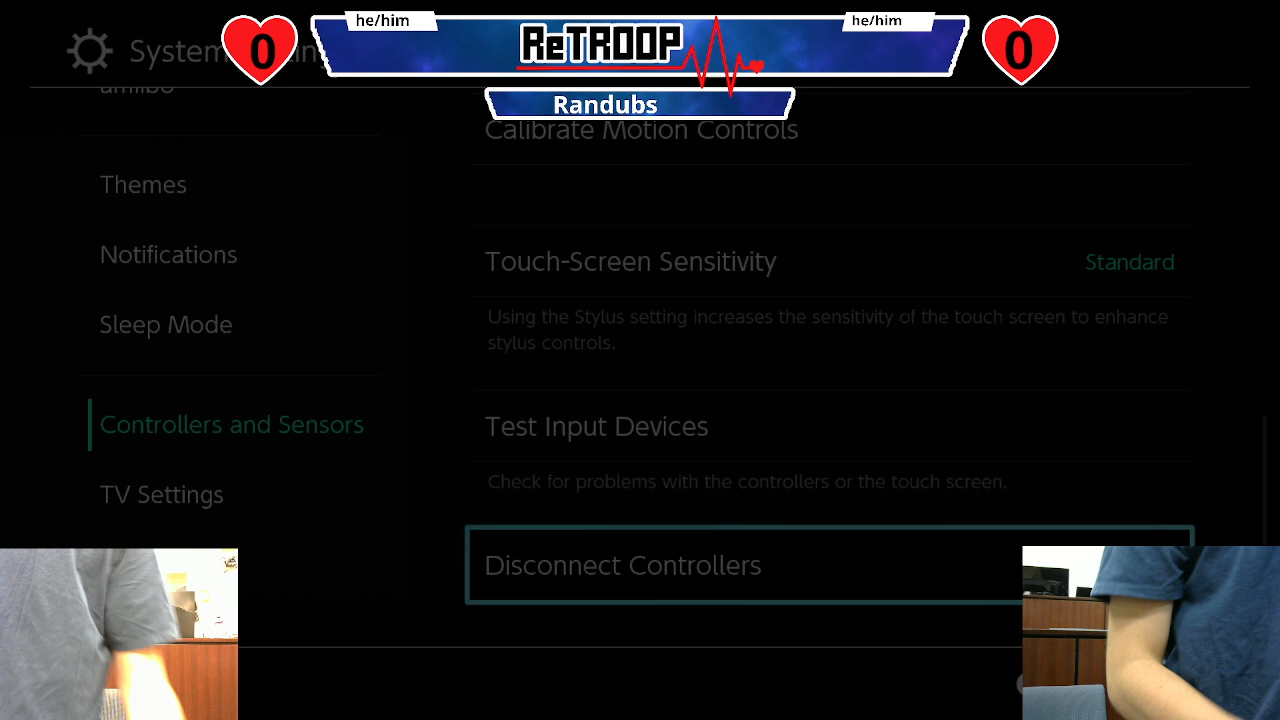 he/him
he/him
0
ReTROOP
0
System
Randubs
amiibo
Calibrate Motion Controls
Themes
Notifications
Touch-Screen Sensitivity Standard
Sleep Mode
Using the Stylus setting increases the sensitivity of the touch screen to enhance
stylus controls.
Controllers and Sensors
Test Input Devices
Check for problems with the controllers or the touch screen.
TV Settings
Disconnect Controllers